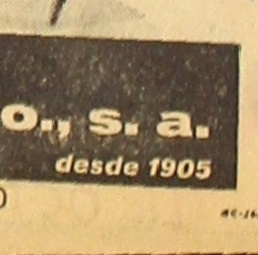 o., s. a.
desde 1905